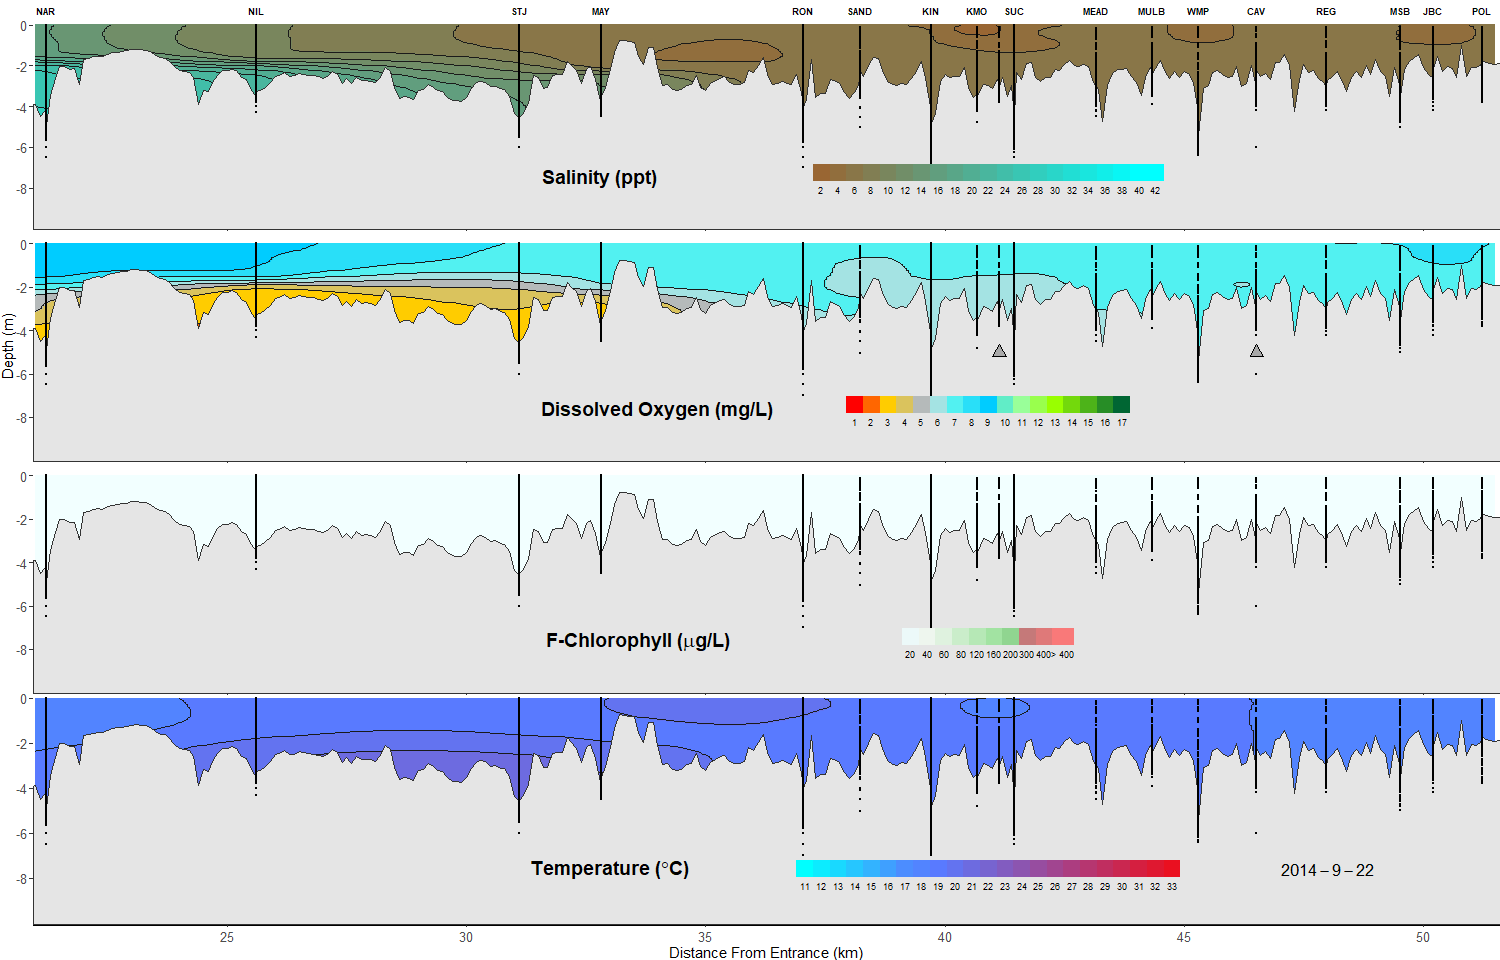 NAR NIL STJ MAY RON SAND KIN KMO SUC MEAD MULB WMP CAV REG MSB JBC POL
0
-2
-4
-6
-8
Salinity (ppt)
2 4 6 8 10 12 14 16 18 20 22 24 26 28 30 32 34 36 38 40 42
0
-2
-4
-6
-8
Depth (m)
Dissolved Oxygen (mg/L)
1 2 3 4 5 6 7 8 9 10 11 12 13 14 15 16 17
0
-2
-4
-6
-8
F-Chlorophyll (μg/L)
20 40 60 80 120 160 200 300 400> 400
0
-2
-4
-6
-8
Temperature (°C)
11 12 13 14 15 16 17 18 19 20 21 22 23 24 25 26 27 28 29 30 31 32 33
2014 – 9 – 22
25 30 35 40 45 50
Distance From Entrance (km)